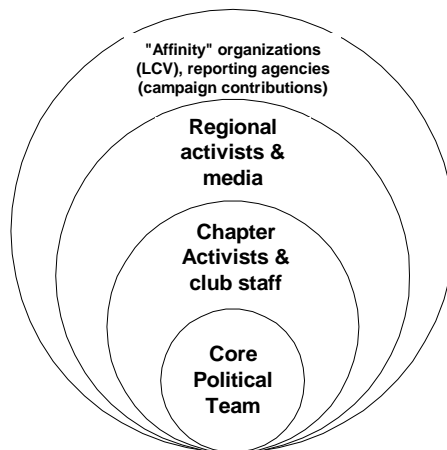 "Affinity" organizations
(LCV), reporting agencies
(campaign contributions)
Regional
activists &
media
Chapter
Activists &
club staff
Core
Political
Team